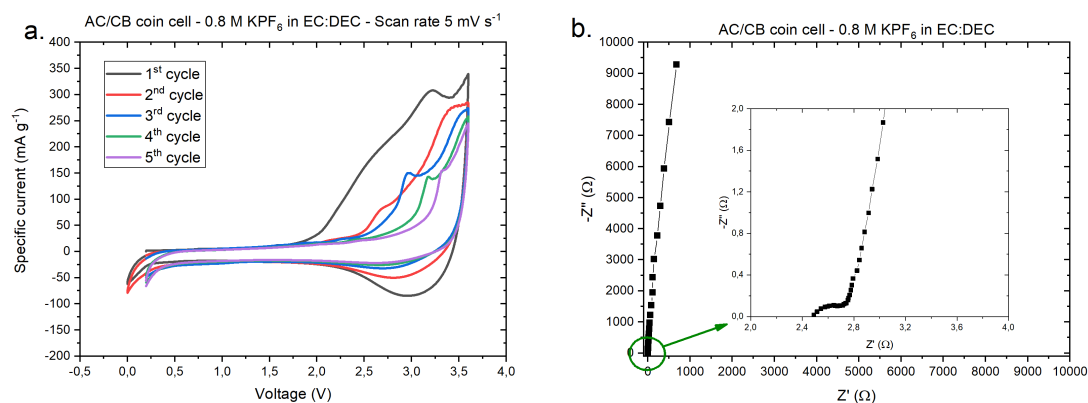 a.
AC/CB coin cell - 0.8 M KPF₆ in EC:DEC - Scan rate 5 mV s⁻¹
350
300
250
200
150
100
50
0
-50
-100
-150
-200
Specific current (mA g⁻¹)
1ˢᵗ cycle
2ⁿᵈ cycle
3ʳᵈ cycle
4ᵗʰ cycle
5ᵗʰ cycle
0,0 0,5 1,0 1,5 2,0 2,5 3,0 3,5 4,0
Voltage (V)
b.
AC/CB coin cell - 0.8 M KPF₆ in EC:DEC
10000
9000
8000
7000
6000
5000
4000
3000
2000
1000
0
-Z" (Ω)
2,0
1,6
1,2
0,8
0,4
0,0
-Z" (Ω)
2,0 2,4 2,8 3,2 3,6 4,0
Z' (Ω)
0 1000 2000 3000 4000 5000 6000 7000 8000 9000 10000
Z' (Ω)